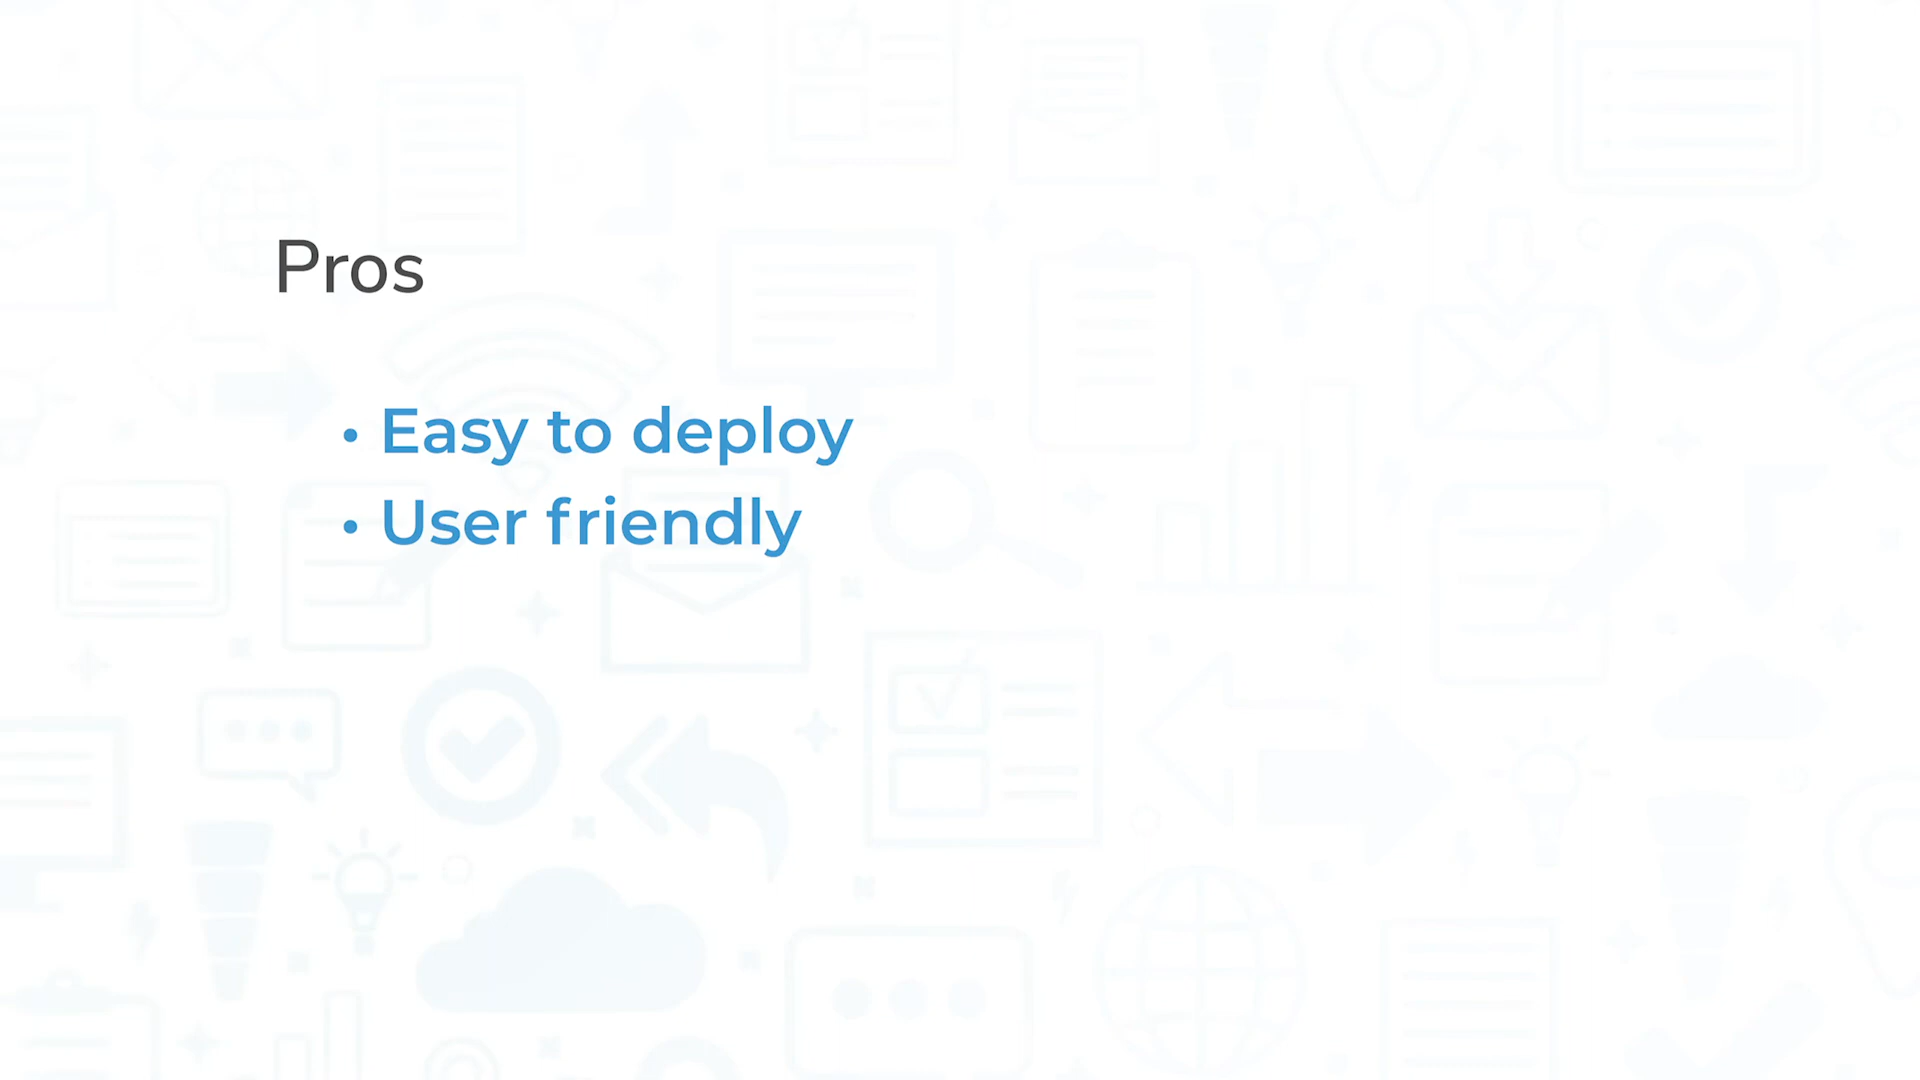 Pros
• Easy to deploy
• User friendly